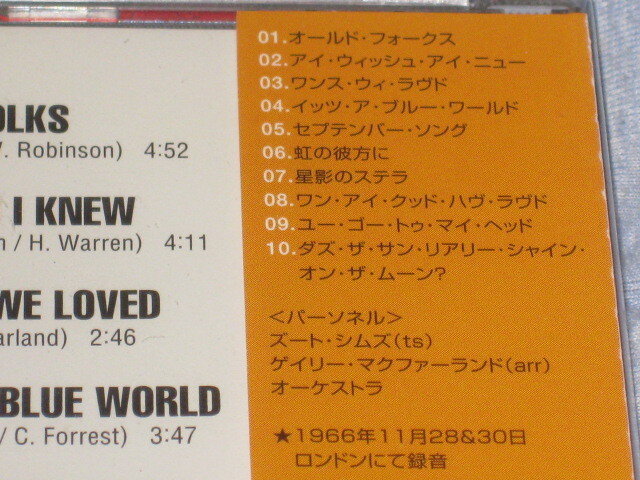 OLKS
Robinson) 4:52
I KNEW
/ H. Warren) 4:11
WE LOVED
arland) 2:46
BLUE WORLD
/ C. Forrest) 3:47
01.オールド・フォークス
02.アイ・ウィッシュ・アイ・ニュー
03.ワンス・ウィ・ラヴド
04.イッツ・ア・ブルー・ワールド
05.セプテンバー・ソング
06.虹の彼方に
07.星影のステラ
08.ワン・アイ・クッド・ハヴ・ラヴド
09.ユー・ゴー・トゥ・マイ・ヘッド
10.ダズ・ザ・サン・リアリー・シャイン・
オン・ザ・ムーン?
＜パーソネル＞
ズート・シムズ(ts)
ゲイリー・マクファーランド(arr)
オーケストラ
★1966年11月28&30日
ロンドンにて録音